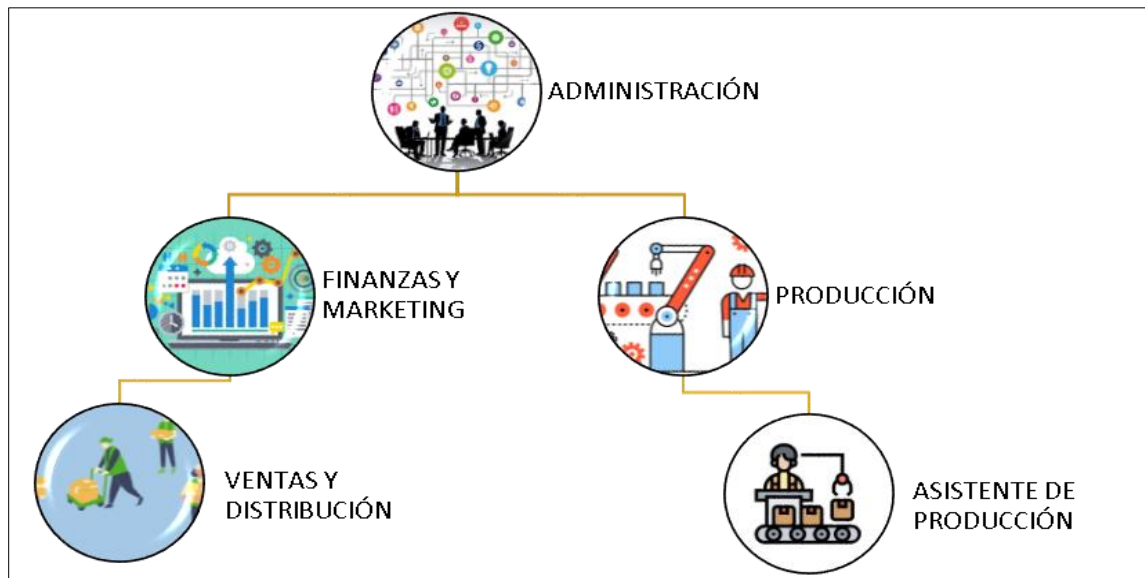 ADMINISTRACIÓN
FINANZAS Y
MARKETING
PRODUCCIÓN
VENTAS Y
DISTRIBUCIÓN
ASISTENTE DE
PRODUCCIÓN